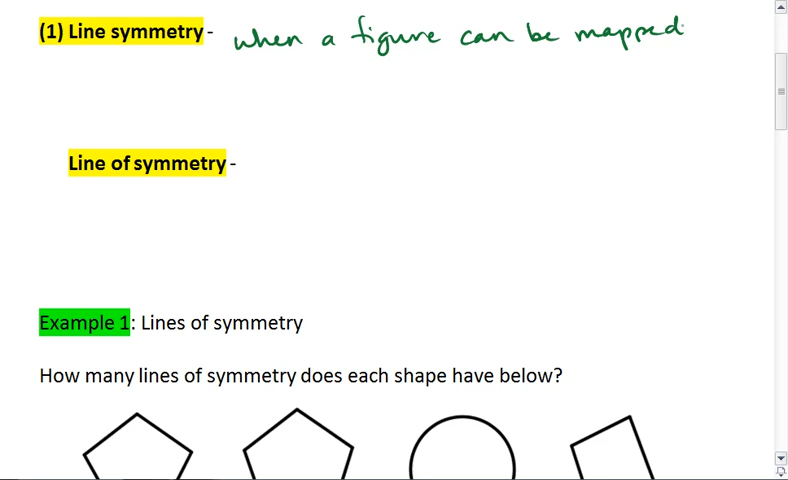 (1) Line symmetry - when a figure can be mapped
Line of symmetry -
Example 1: Lines of symmetry
How many lines of symmetry does each shape have below?